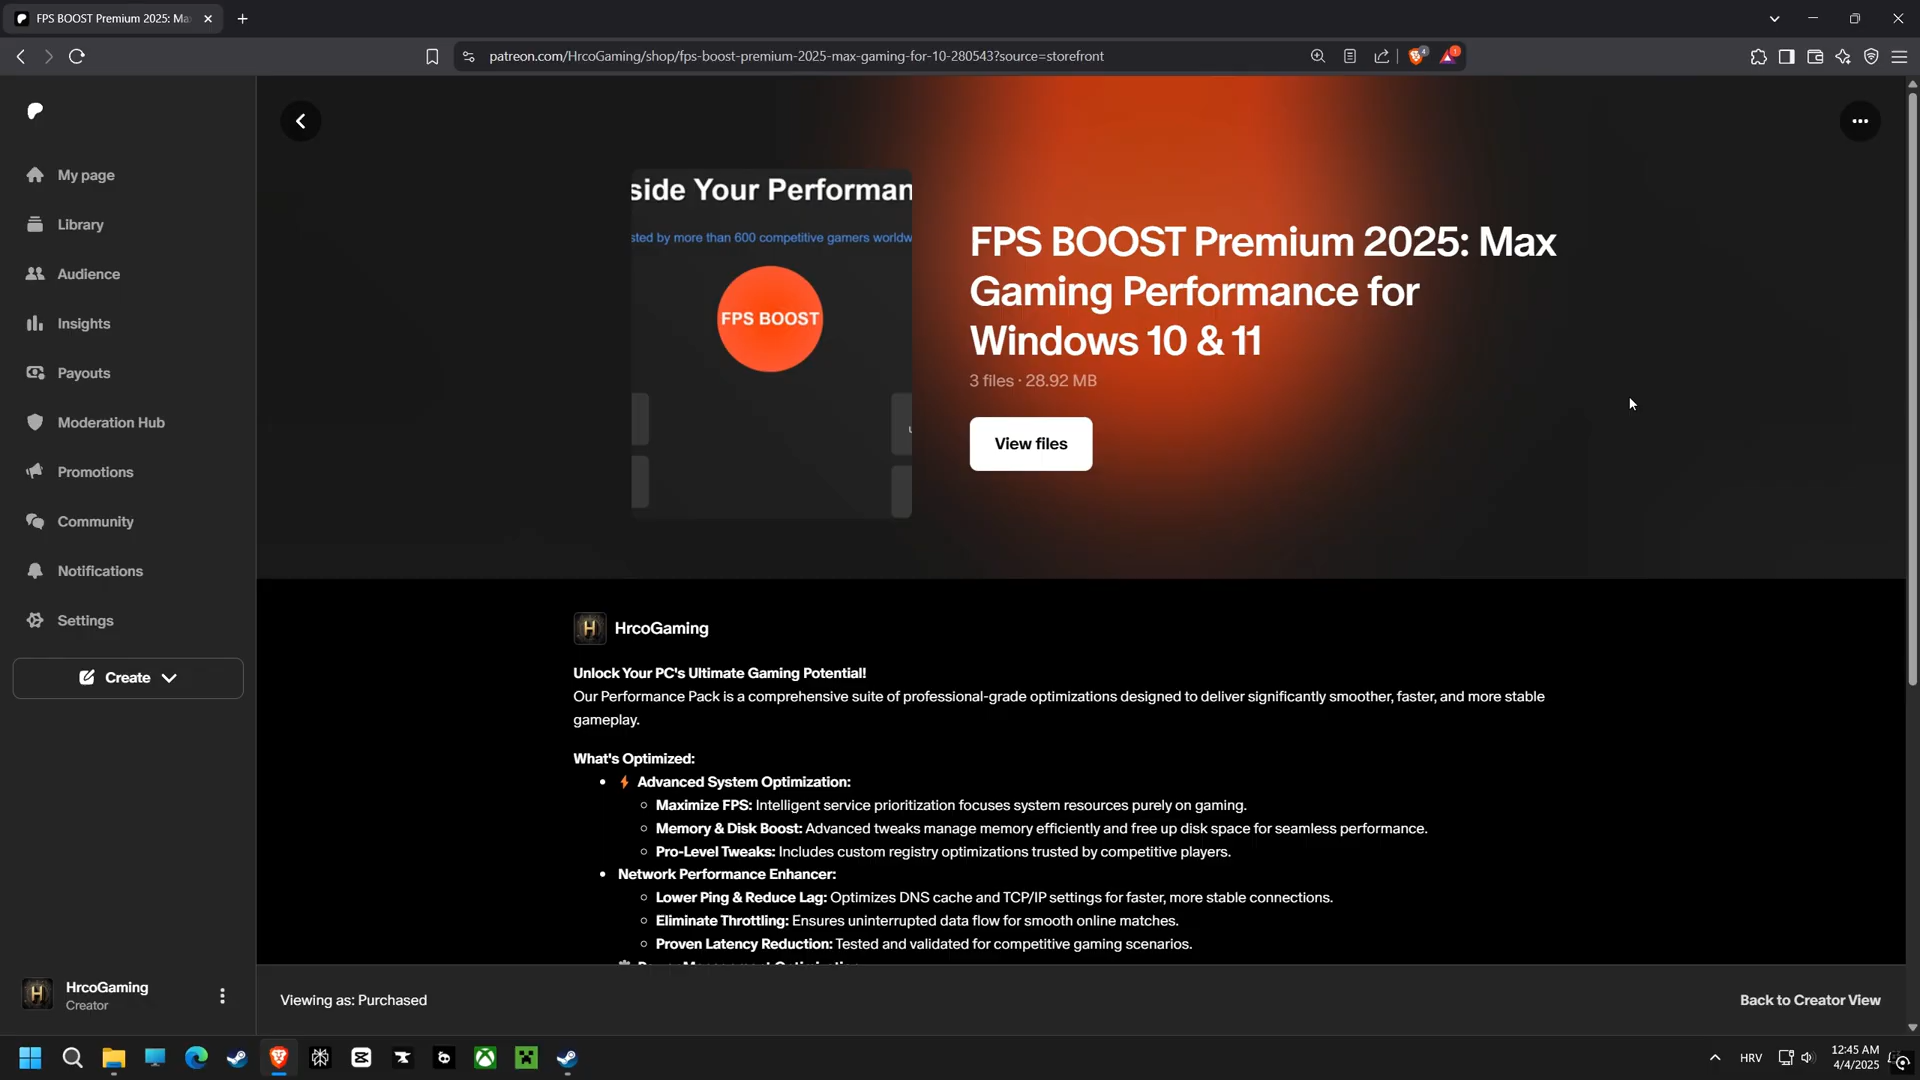 FPS BOOST Premium 2025: Ma
patreon.com/HrcoGaming/shop/fps-boost-premium-2025-max-gaming-for-10-280543?source=storefront
4
1
My page
Library
Audience
Insights
Payouts
Moderation Hub
Promotions
Community
Notifications
Settings
Create
HrcoGaming
Creator
side Your Performan
sted by more than 600 competitive gamers worldw
FPS BOOST
FPS BOOST Premium 2025: Max
Gaming Performance for
Windows 10 & 11
3 files · 28.92 MB
View files
H HrcoGaming
Unlock Your PC's Ultimate Gaming Potential!
Our Performance Pack is a comprehensive suite of professional-grade optimizations designed to deliver significantly smoother, faster, and more stable
gameplay.
What's Optimized:
• ⚡ Advanced System Optimization:
○ Maximize FPS: Intelligent service prioritization focuses system resources purely on gaming.
○ Memory & Disk Boost: Advanced tweaks manage memory efficiently and free up disk space for seamless performance.
○ Pro-Level Tweaks: Includes custom registry optimizations trusted by competitive players.
• Network Performance Enhancer:
○ Lower Ping & Reduce Lag: Optimizes DNS cache and TCP/IP settings for faster, more stable connections.
○ Eliminate Throttling: Ensures uninterrupted data flow for smooth online matches.
○ Proven Latency Reduction: Tested and validated for competitive gaming scenarios.
Viewing as: Purchased
Back to Creator View
HRV
12:45 AM
4/4/2025